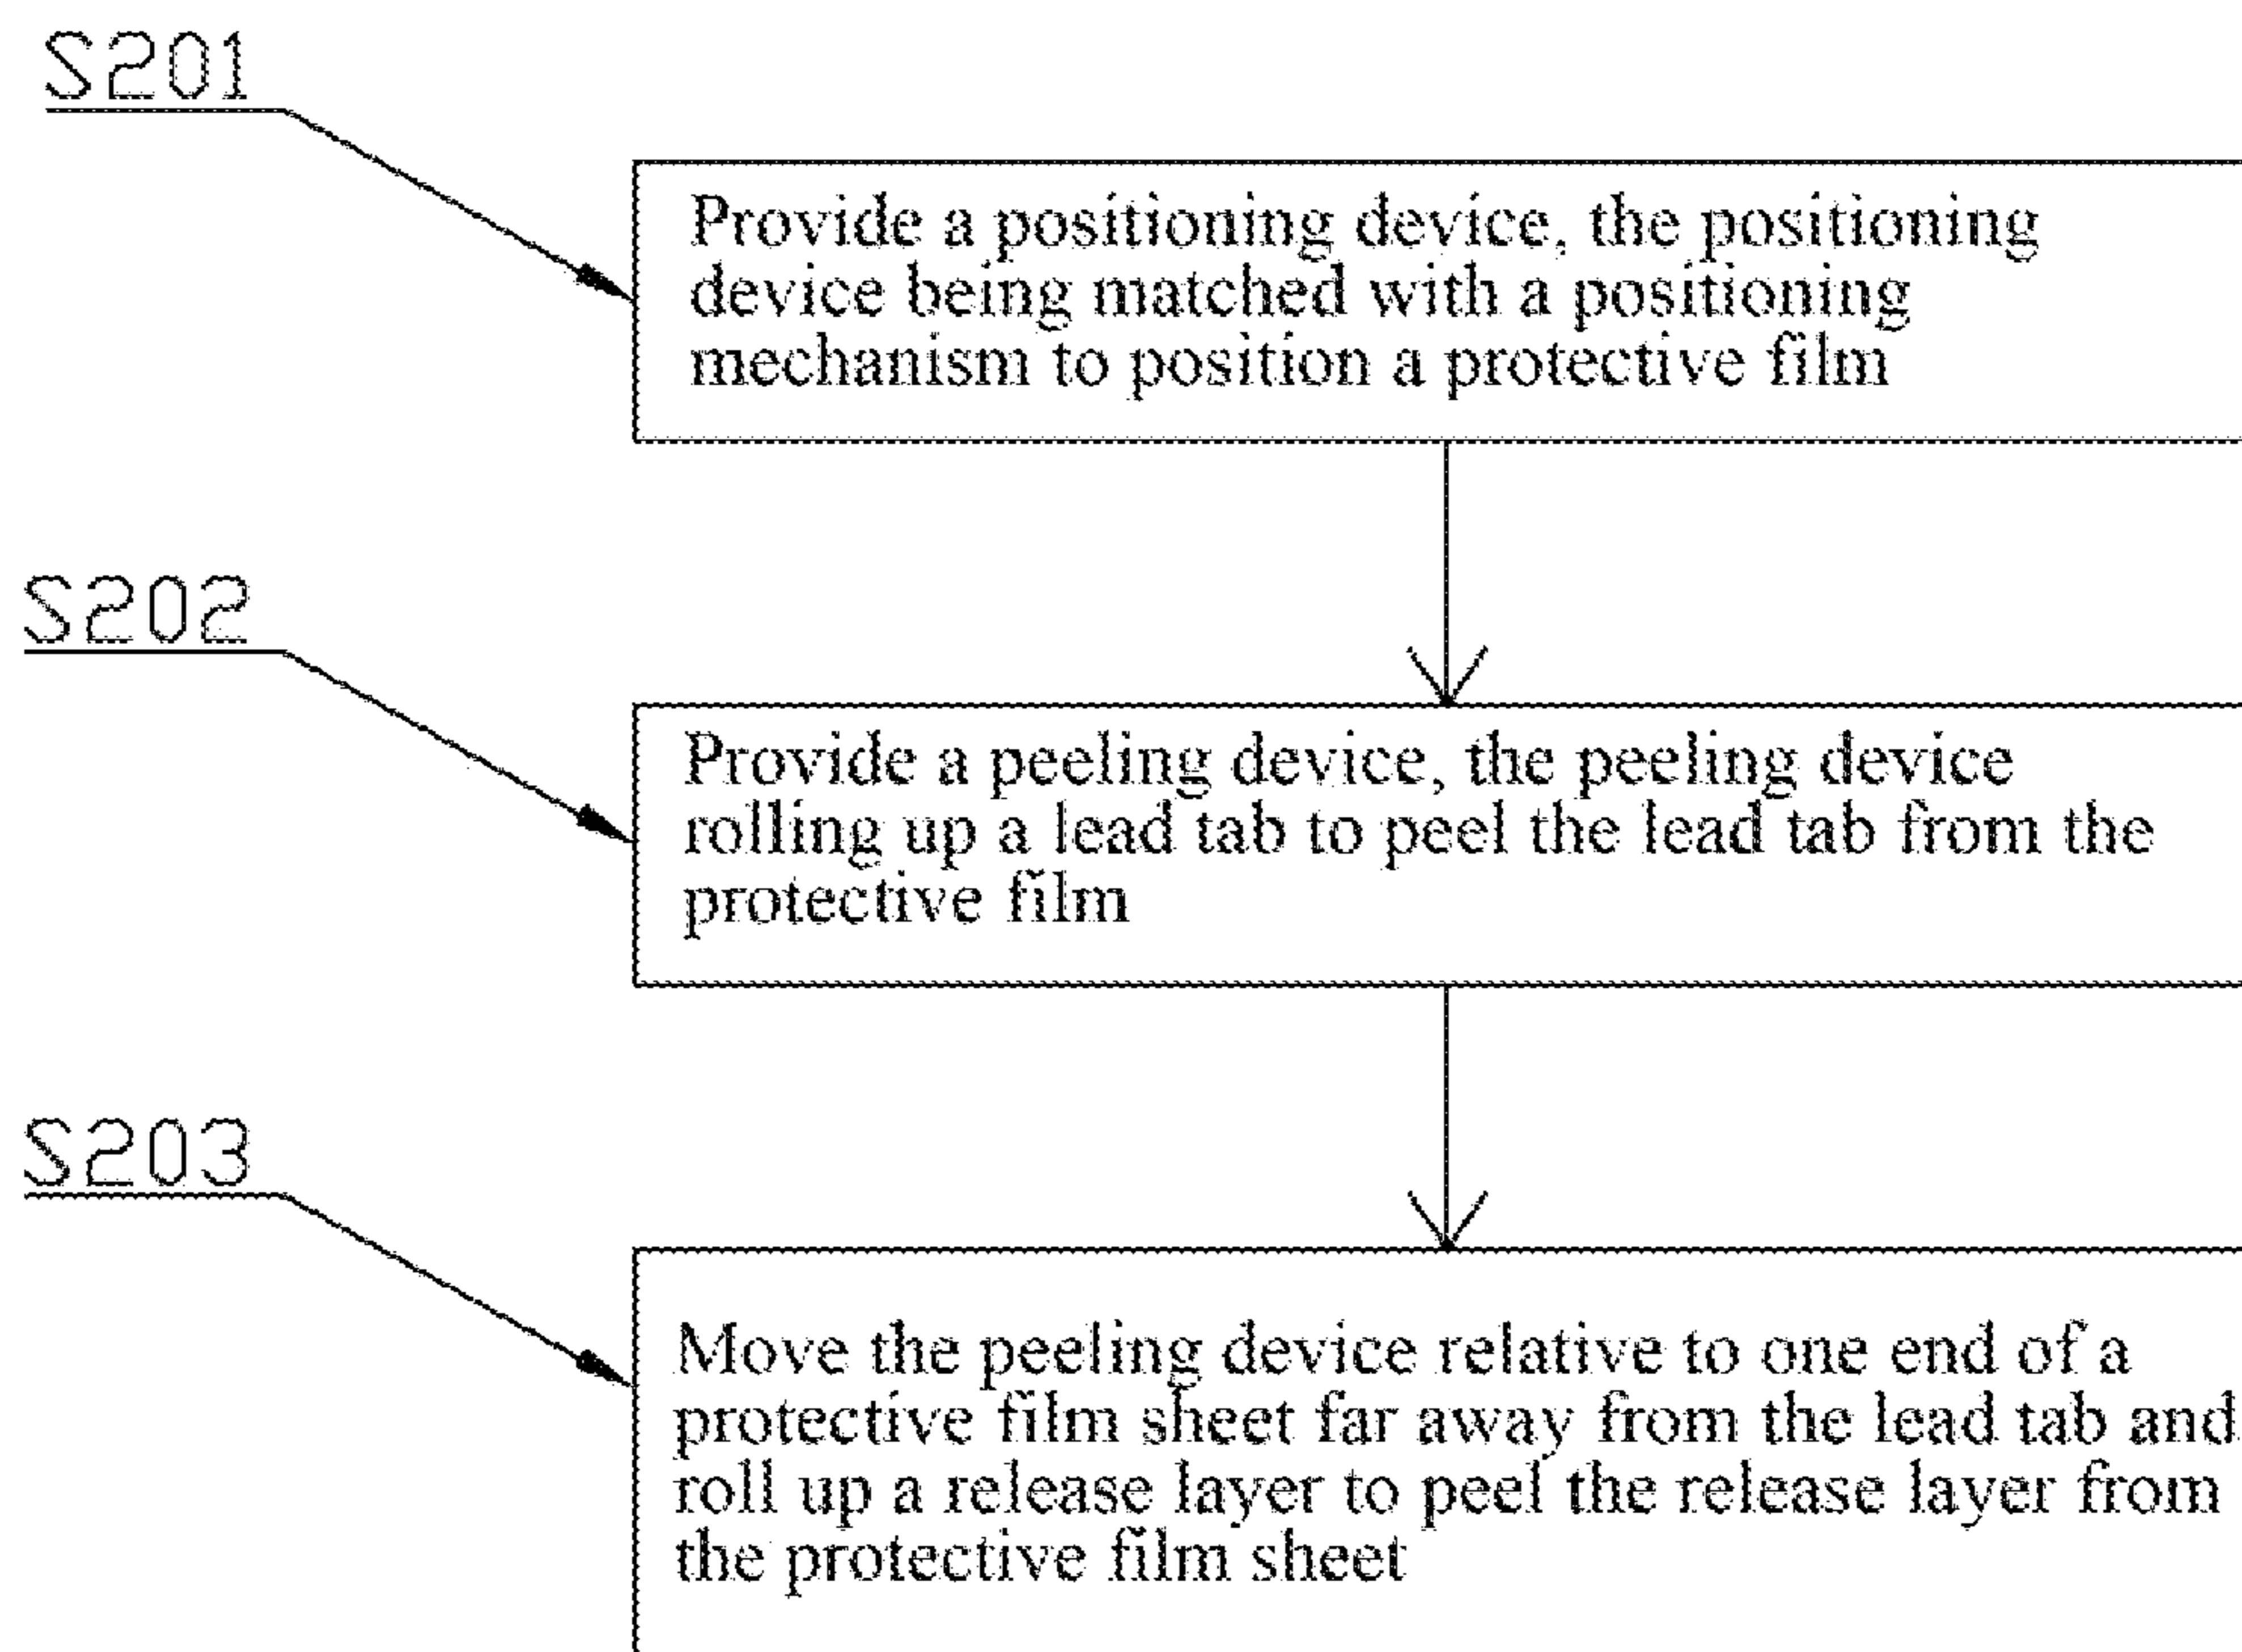 S201
Provide a positioning device, the positioning
device being matched with a positioning
mechanism to position a protective film
S202
Provide a peeling device, the peeling device
rolling up a lead tab to peel the lead tab from the
protective film
S203
Move the peeling device relative to one end of a
protective film sheet far away from the lead tab and
roll up a release layer to peel the release layer from
the protective film sheet